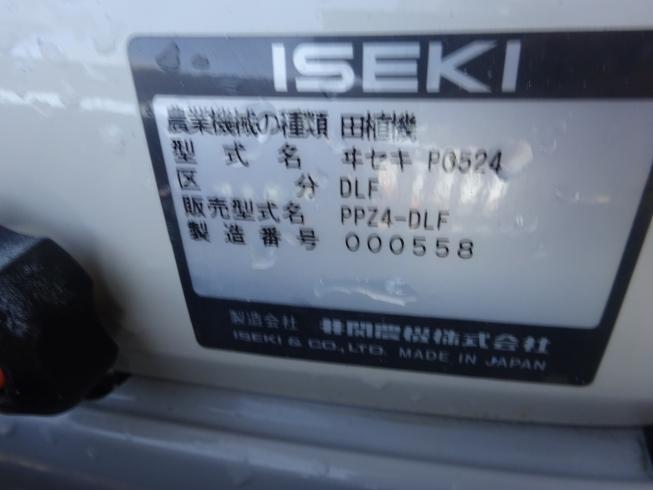 ISEKI
農業機械の種類 田植機
型式名 ヰセキ P0524
区分 DLF
販売型式名 PPZ4-DLF
製造番号 000558
製造会社 井関農機株式会社
ISEKI & CO., LTD. MADE IN JAPAN